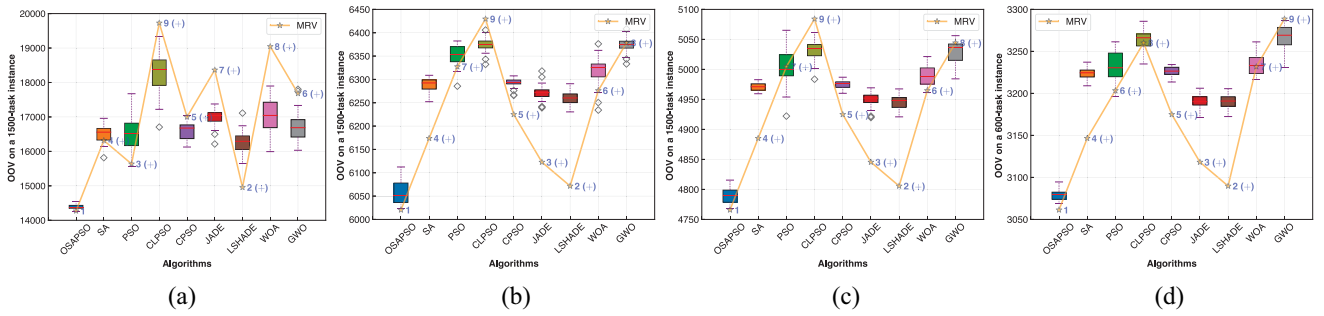 20000
19000
18000
17000
16000
15000
14000
OOV on a 1500-task instance
MRV
1
4 (+)
3 (+)
9 (+)
5 (+)
7 (+)
2 (+)
8 (+)
6 (+)
OSAPSO
SA
PSO
CLPSO
CPSO
JADE
LSHADE
WOA
GWO
Algorithms
(a)
6450
6400
6350
6300
6250
6200
6150
6100
6050
6000
OOV on a 1500-task instance
MRV
1
4 (+)
7 (+)
9 (+)
5 (+)
3 (+)
2 (+)
6 (+)
8 (+)
OSAPSO
SA
PSO
CLPSO
CPSO
JADE
LSHADE
WOA
GWO
Algorithms
(b)
5100
5050
5000
4950
4900
4850
4800
4750
OOV on a 1500-task instance
MRV
1
4 (+)
7 (+)
9 (+)
5 (+)
3 (+)
2 (+)
6 (+)
8 (+)
OSAPSO
SA
PSO
CLPSO
CPSO
JADE
LSHADE
WOA
GWO
Algorithms
(c)
3300
3250
3200
3150
3100
3050
OOV on a 600-task instance
MRV
1
4 (+)
6 (+)
8 (+)
5 (+)
3 (+)
2 (+)
7 (+)
9 (+)
OSAPSO
SA
PSO
CLPSO
CPSO
JADE
LSHADE
WOA
GWO
Algorithms
(d)